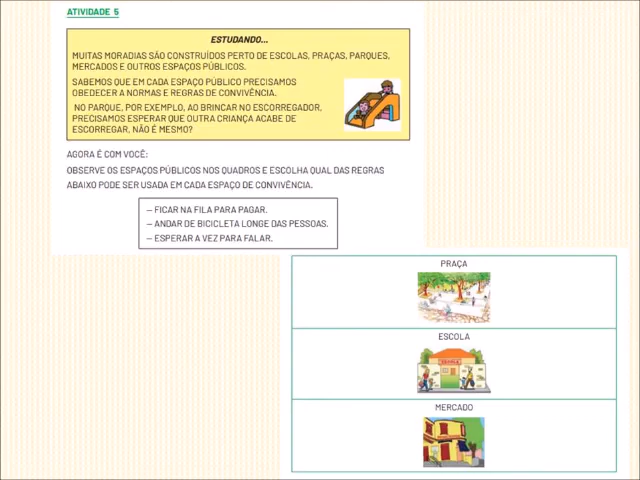 ATIVIDADE 5
ESTUDANDO...
MUITAS MORADIAS SÃO CONSTRUÍDOS PERTO DE ESCOLAS, PRAÇAS, PARQUES,
MERCADOS E OUTROS ESPAÇOS PÚBLICOS.
SABEMOS QUE EM CADA ESPAÇO PÚBLICO PRECISAMOS
OBEDECER A NORMAS E REGRAS DE CONVIVÊNCIA.
NO PARQUE, POR EXEMPLO, AO BRINCAR NO ESCORREGADOR,
PRECISAMOS ESPERAR QUE OUTRA CRIANÇA ACABE DE
ESCORREGAR, NÃO É MESMO?
AGORA É COM VOCÊ:
OBSERVE OS ESPAÇOS PÚBLICOS NOS QUADROS E ESCOLHA QUAL DAS REGRAS
ABAIXO PODE SER USADA EM CADA ESPAÇO DE CONVIVÊNCIA.
— FICAR NA FILA PARA PAGAR.
— ANDAR DE BICICLETA LONGE DAS PESSOAS.
— ESPERAR A VEZ PARA FALAR.
PRAÇA
ESCOLA
ESCOLA
MERCADO